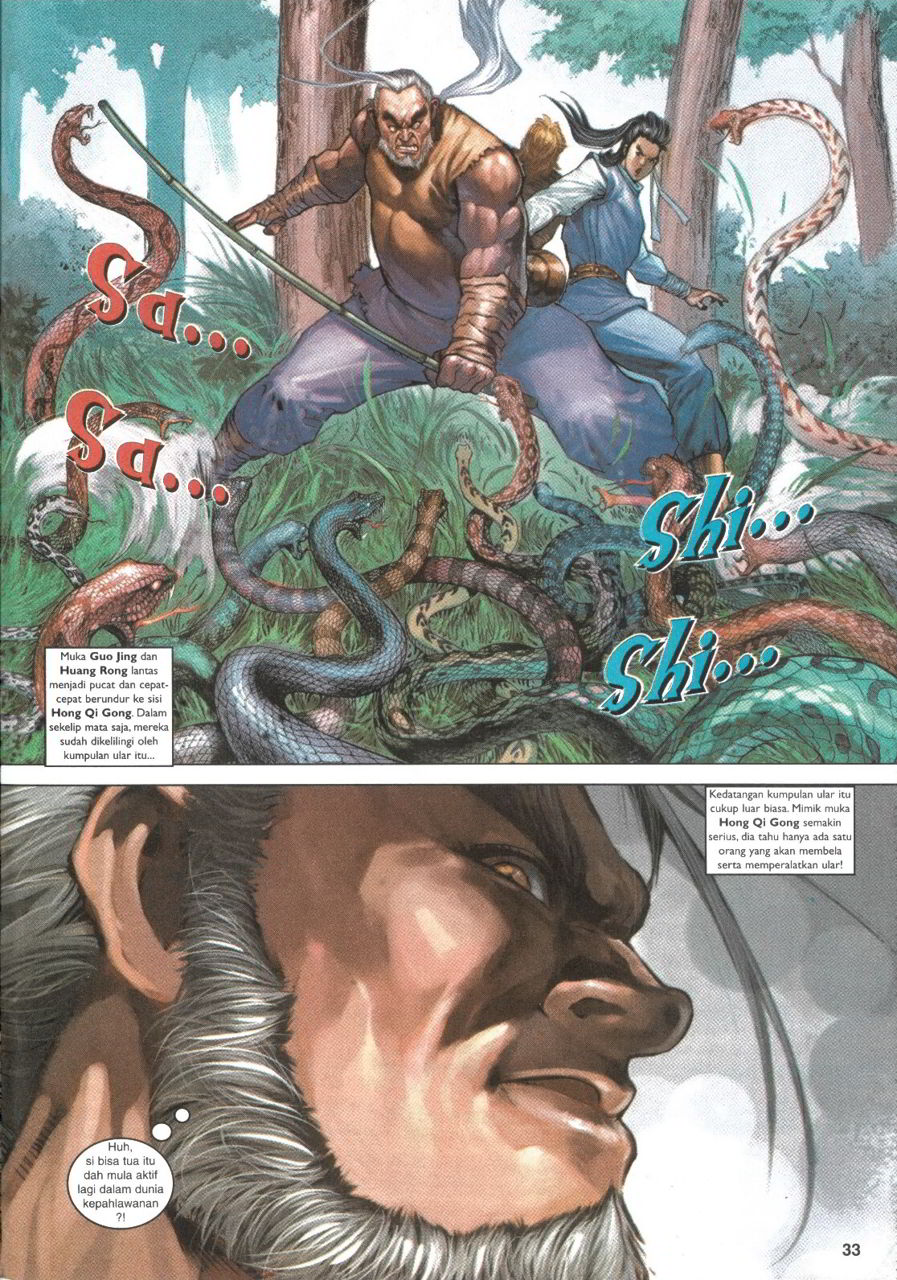 Sa...
Sa...
Shi...
Shi...
Muka Guo Jing dan
Huang Rong lantas
menjadi pucat dan cepat-
cepat berundur ke sisi
Hong Qi Gong. Dalam
sekelip mata saja, mereka
sudah dikelilingi oleh
kumpulan ular itu...
Kedatangan kumpulan ular itu
cukup luar biasa. Mimik muka
Hong Qi Gong semakin
serius, dia tahu hanya ada satu
orang yang akan membela
serta memperalatkan ular!
Huh,
si bisa tua itu
dah mula aktif
lagi dalam dunia
kepahlawanan
?!
33